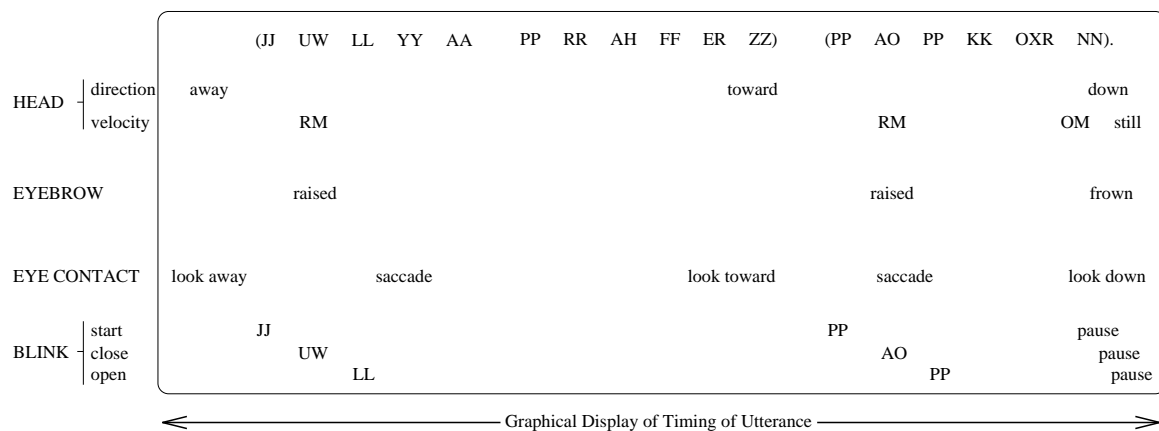 (JJ UW LL YY AA PP RR AH FF ER ZZ) (PP AO PP KK OXR NN).
HEAD direction away toward down
velocity RM RM OM still
EYEBROW raised raised frown
EYE CONTACT look away saccade look toward saccade look down
BLINK start JJ PP pause
close UW AO pause
open LL PP pause
Graphical Display of Timing of Utterance